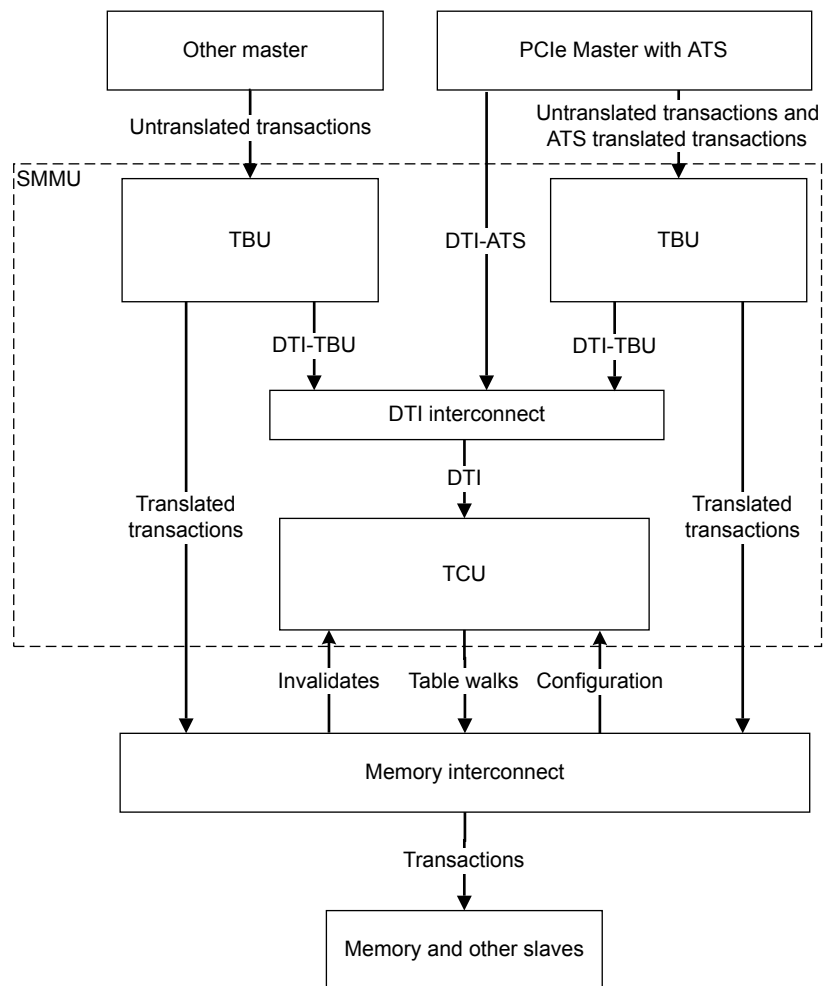 Other master
PCIe Master with ATS
Untranslated transactions
Untranslated transactions and
ATS translated transactions
SMMU
TBU
DTI-ATS
TBU
DTI-TBU
DTI-TBU
DTI interconnect
DTI
Translated
transactions
Translated
transactions
TCU
Invalidates
Table walks
Configuration
Memory interconnect
Transactions
Memory and other slaves